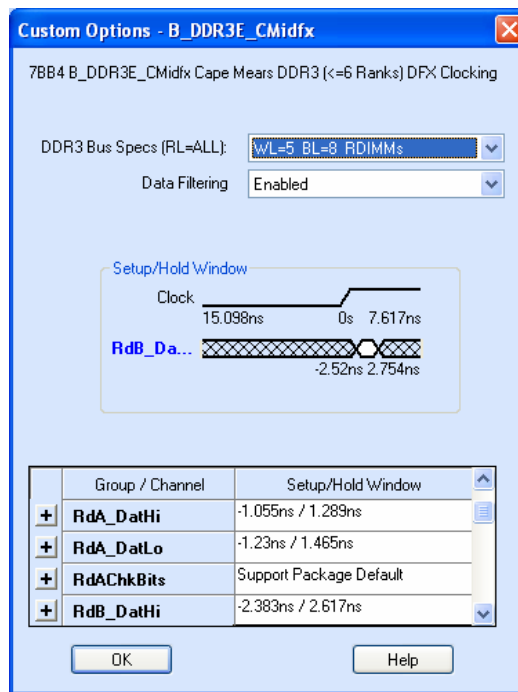 Custom Options - B_DDR3E_CMidfx
7BB4 B_DDR3E_CMidfx Cape Mears DDR3 (<=6 Ranks) DFX Clocking
DDR3 Bus Specs (RL=ALL): WL=5 BL=8 RDIMMs
Data Filtering Enabled
Setup/Hold Window
Clock
15.098ns 0s 7.617ns
RdB_Da...
-2.52ns 2.754ns
Group / Channel Setup/Hold Window
+ RdA_DatHi -1.055ns / 1.289ns
+ RdA_DatLo -1.23ns / 1.465ns
+ RdAChkBits Support Package Default
+ RdB_DatHi -2.383ns / 2.617ns
OK Help